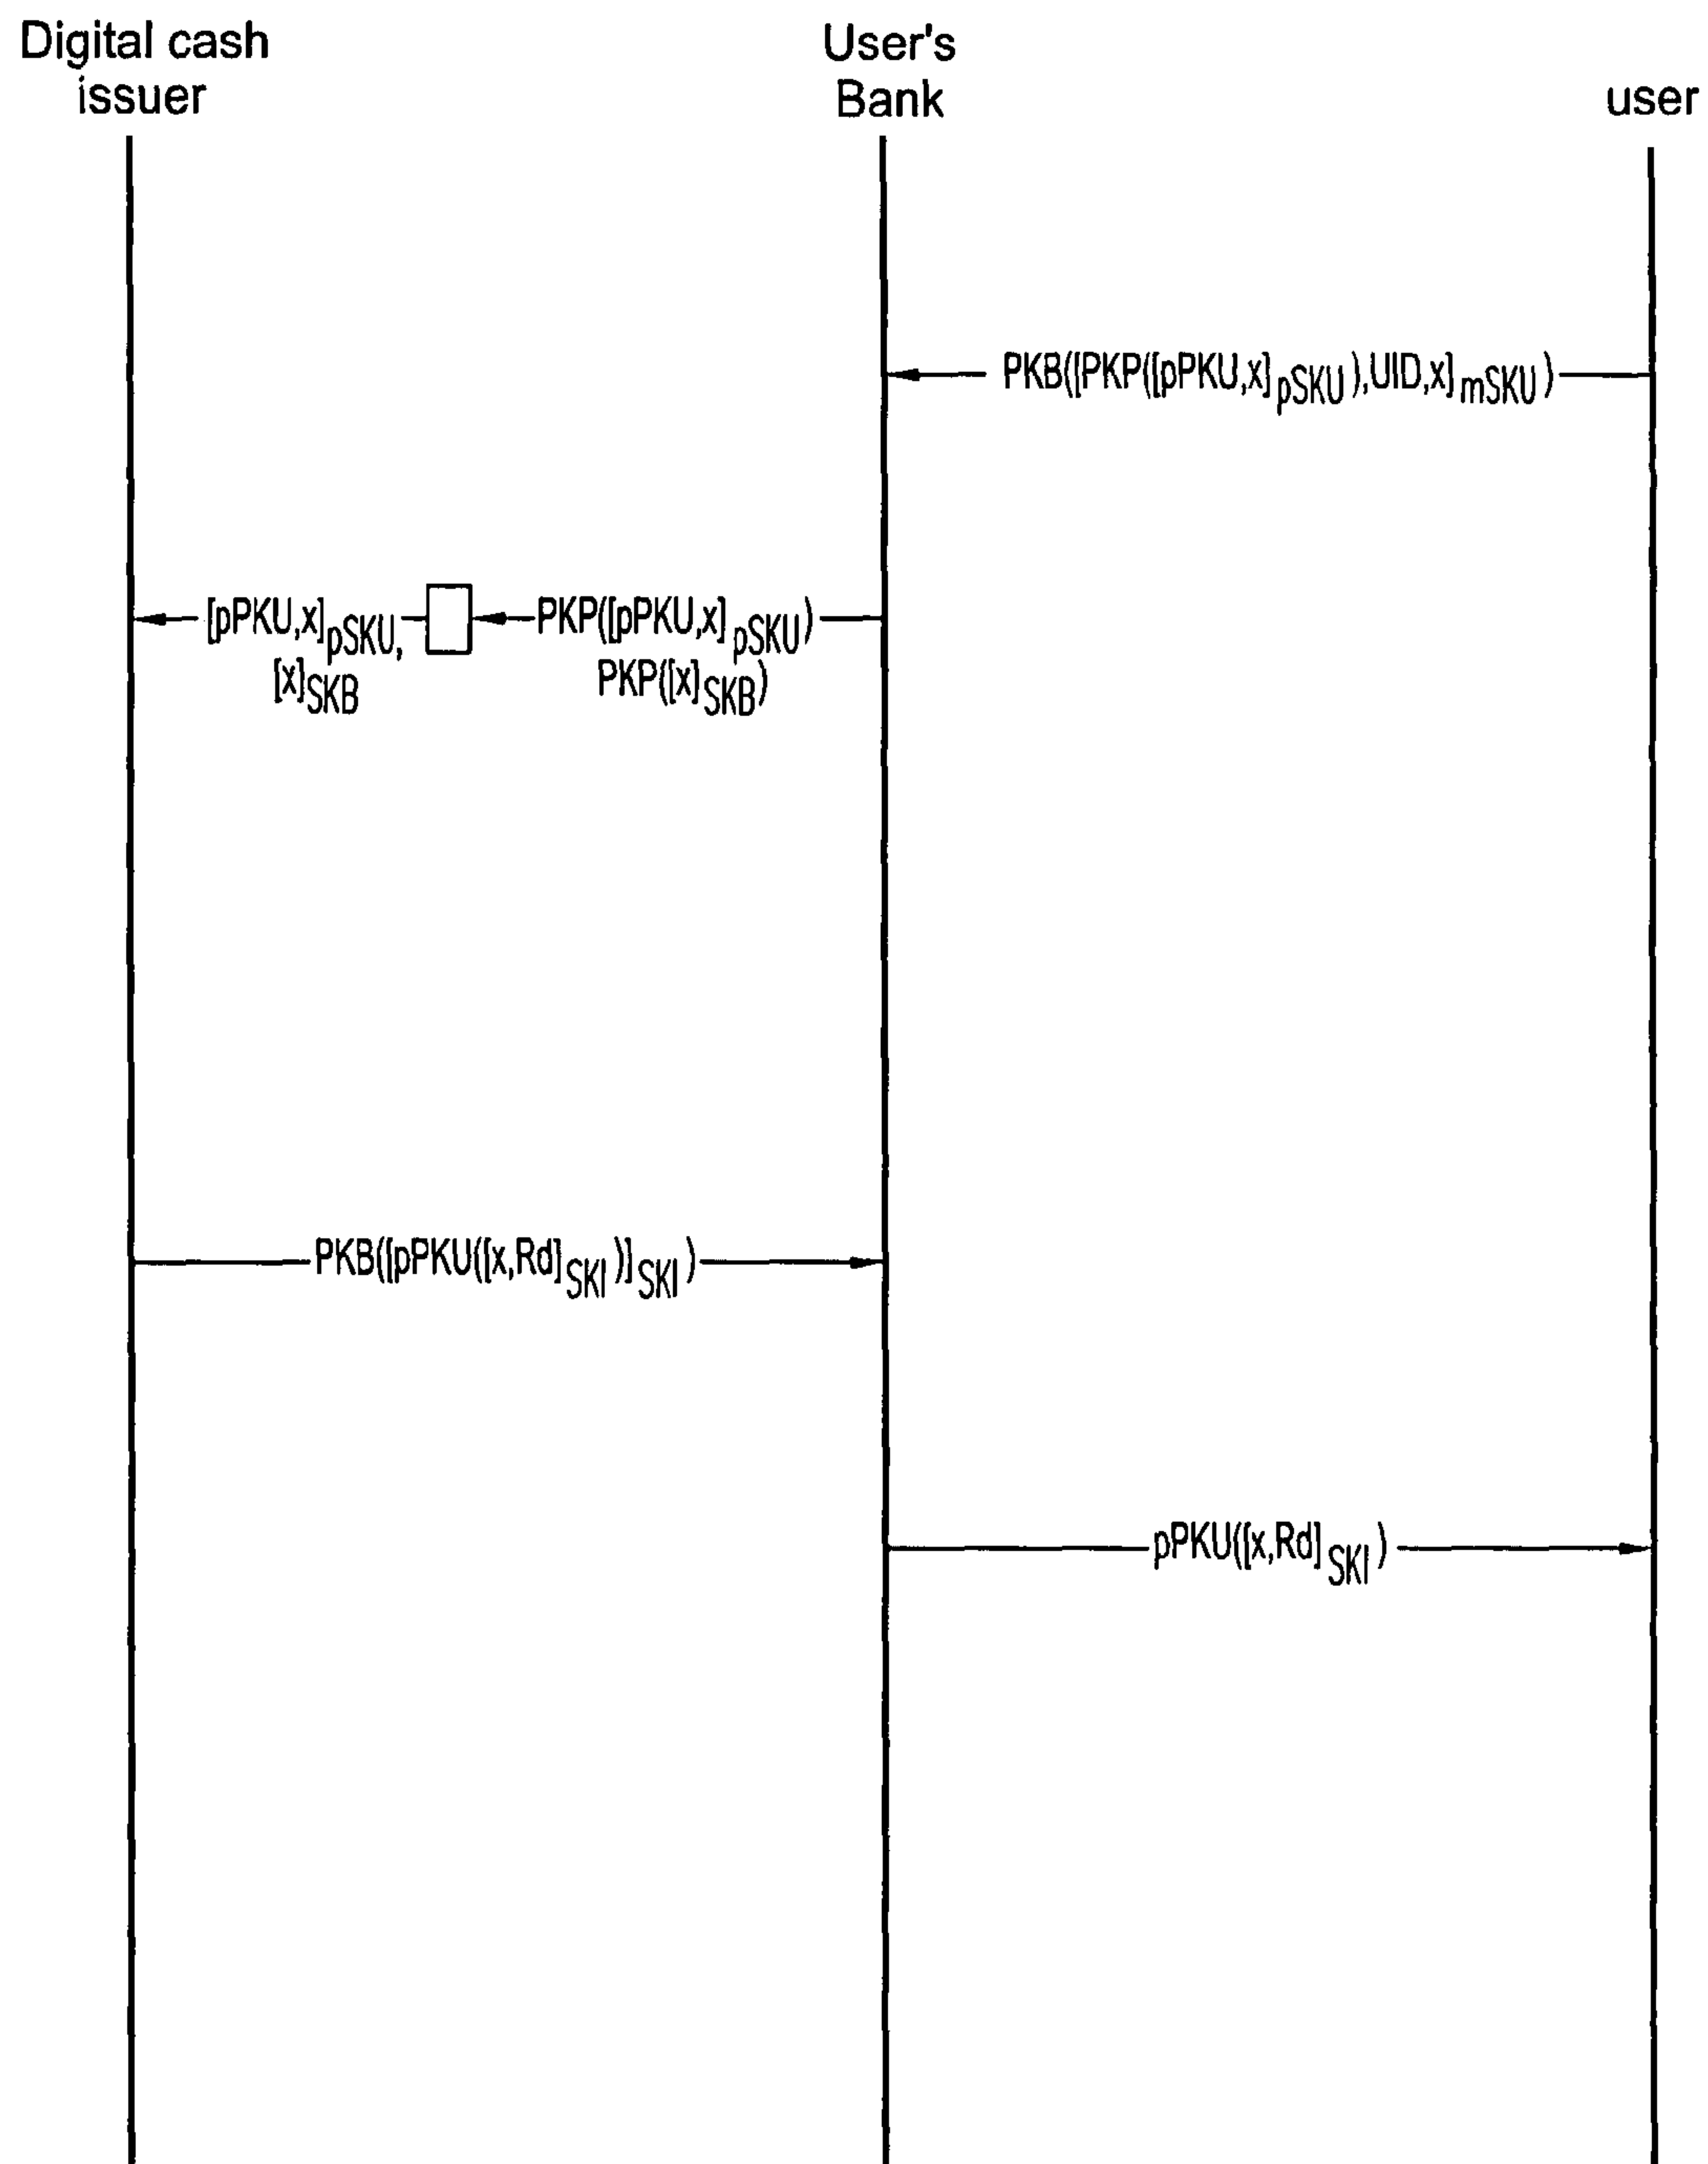 Digital cash
issuer
User's
Bank
user
PKB([PKP([pPKU,x]pSKU),UID,x]mSKU)
[pPKU,x]pSKU,
[x]SKB
PKP([pPKU,x]pSKU)
PKP([x]SKB)
PKB([pPKU([x,Rd]SKI)]SKI)
pPKU([x,Rd]SKI)